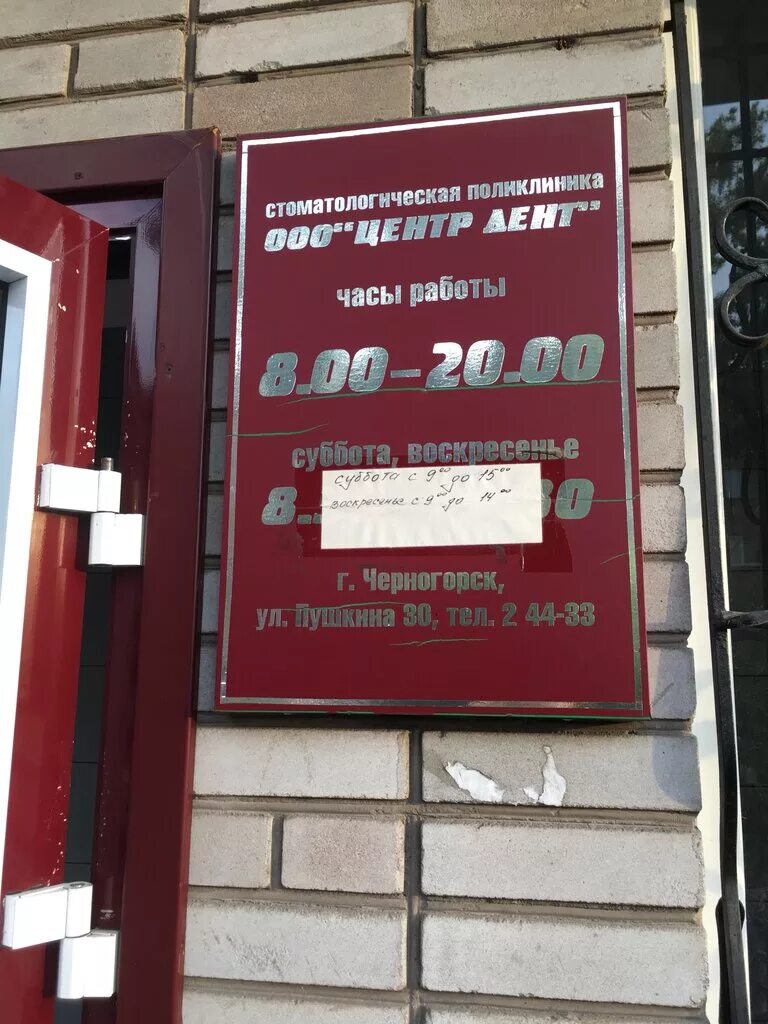 стоматологическая поликлиника
ООО "ЦЕНТР ДЕНТ"
часы работы
8.00–20.00
суббота, воскресенье
суббота с 9⁰⁰ до 15⁰⁰
воскресенье с 9⁰⁰ до 14⁰⁰
г. Черногорск,
ул. Пушкина 30, тел. 2 44-33